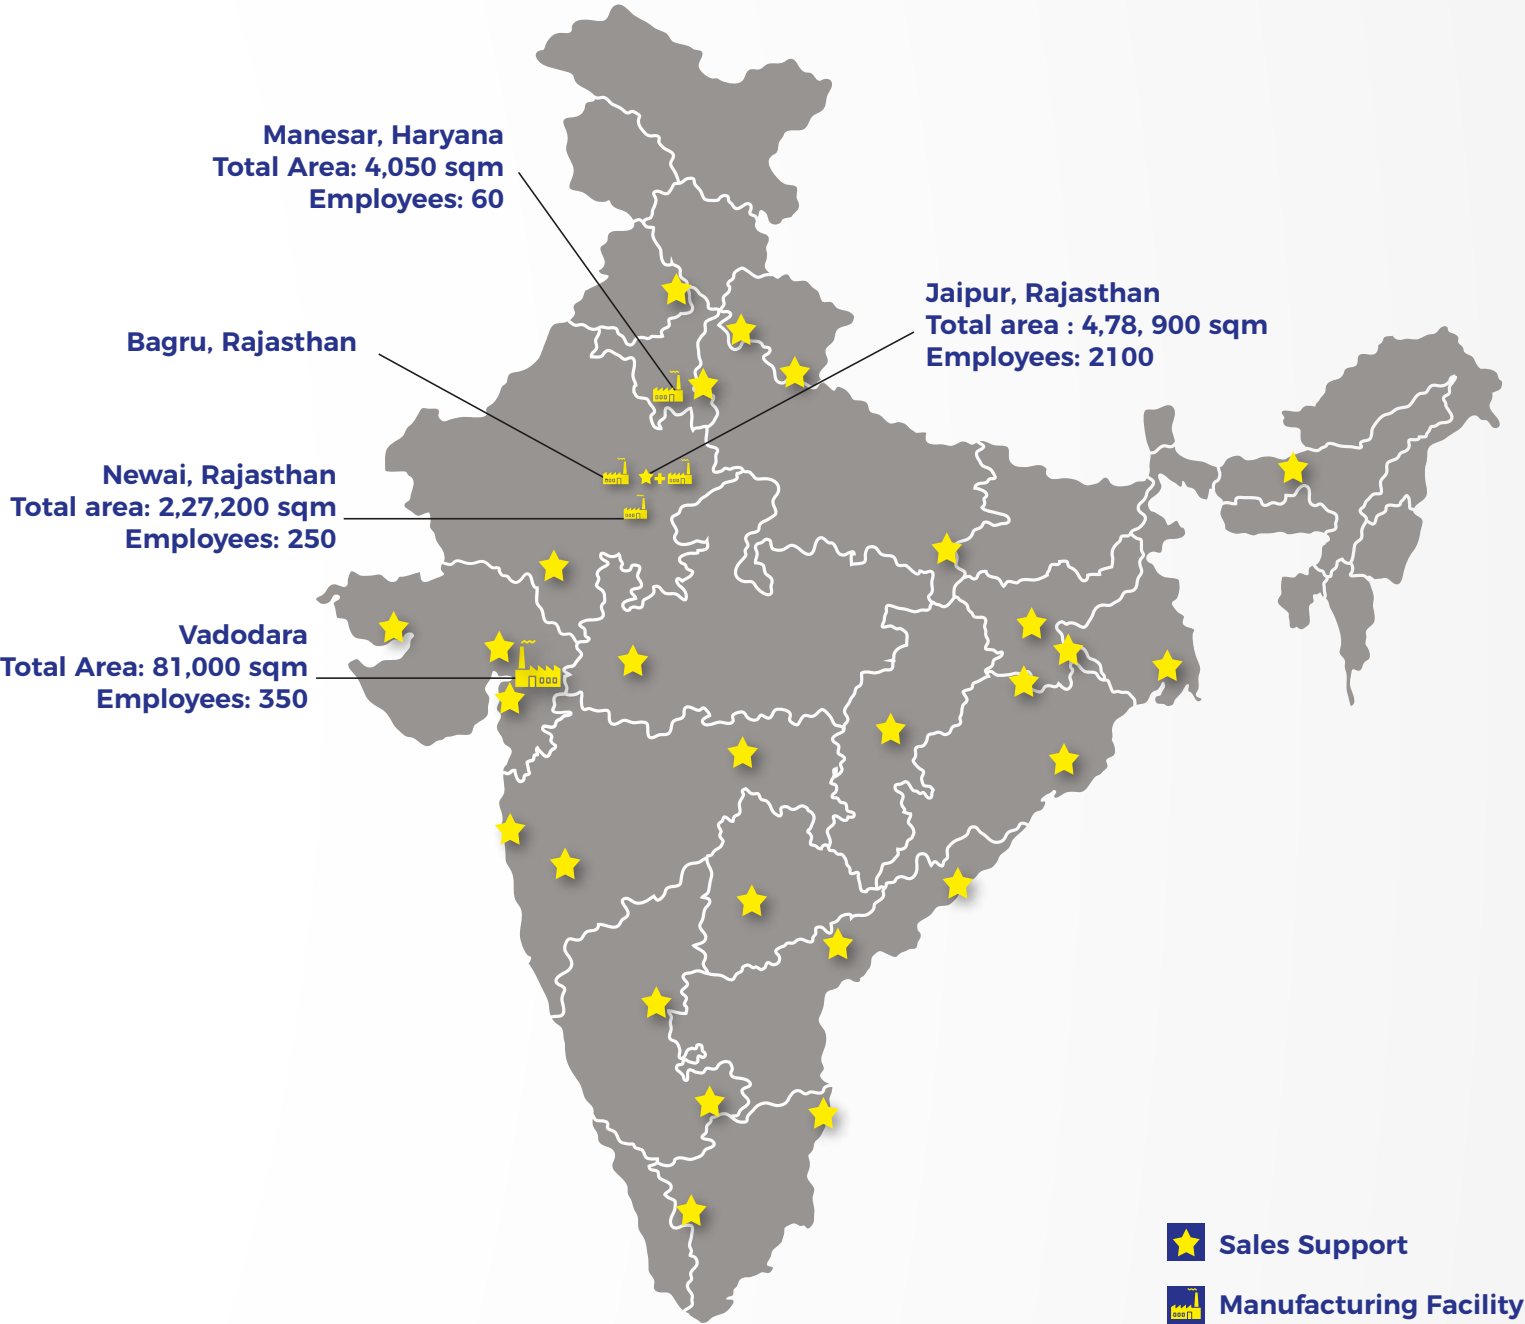 Manesar, Haryana
Total Area: 4,050 sqm
Employees: 60
Jaipur, Rajasthan
Total area : 4,78, 900 sqm
Employees: 2100
Bagru, Rajasthan
Newai, Rajasthan
Total area: 2,27,200 sqm
Employees: 250
Vadodara
Total Area: 81,000 sqm
Employees: 350
Sales Support
Manufacturing Facility